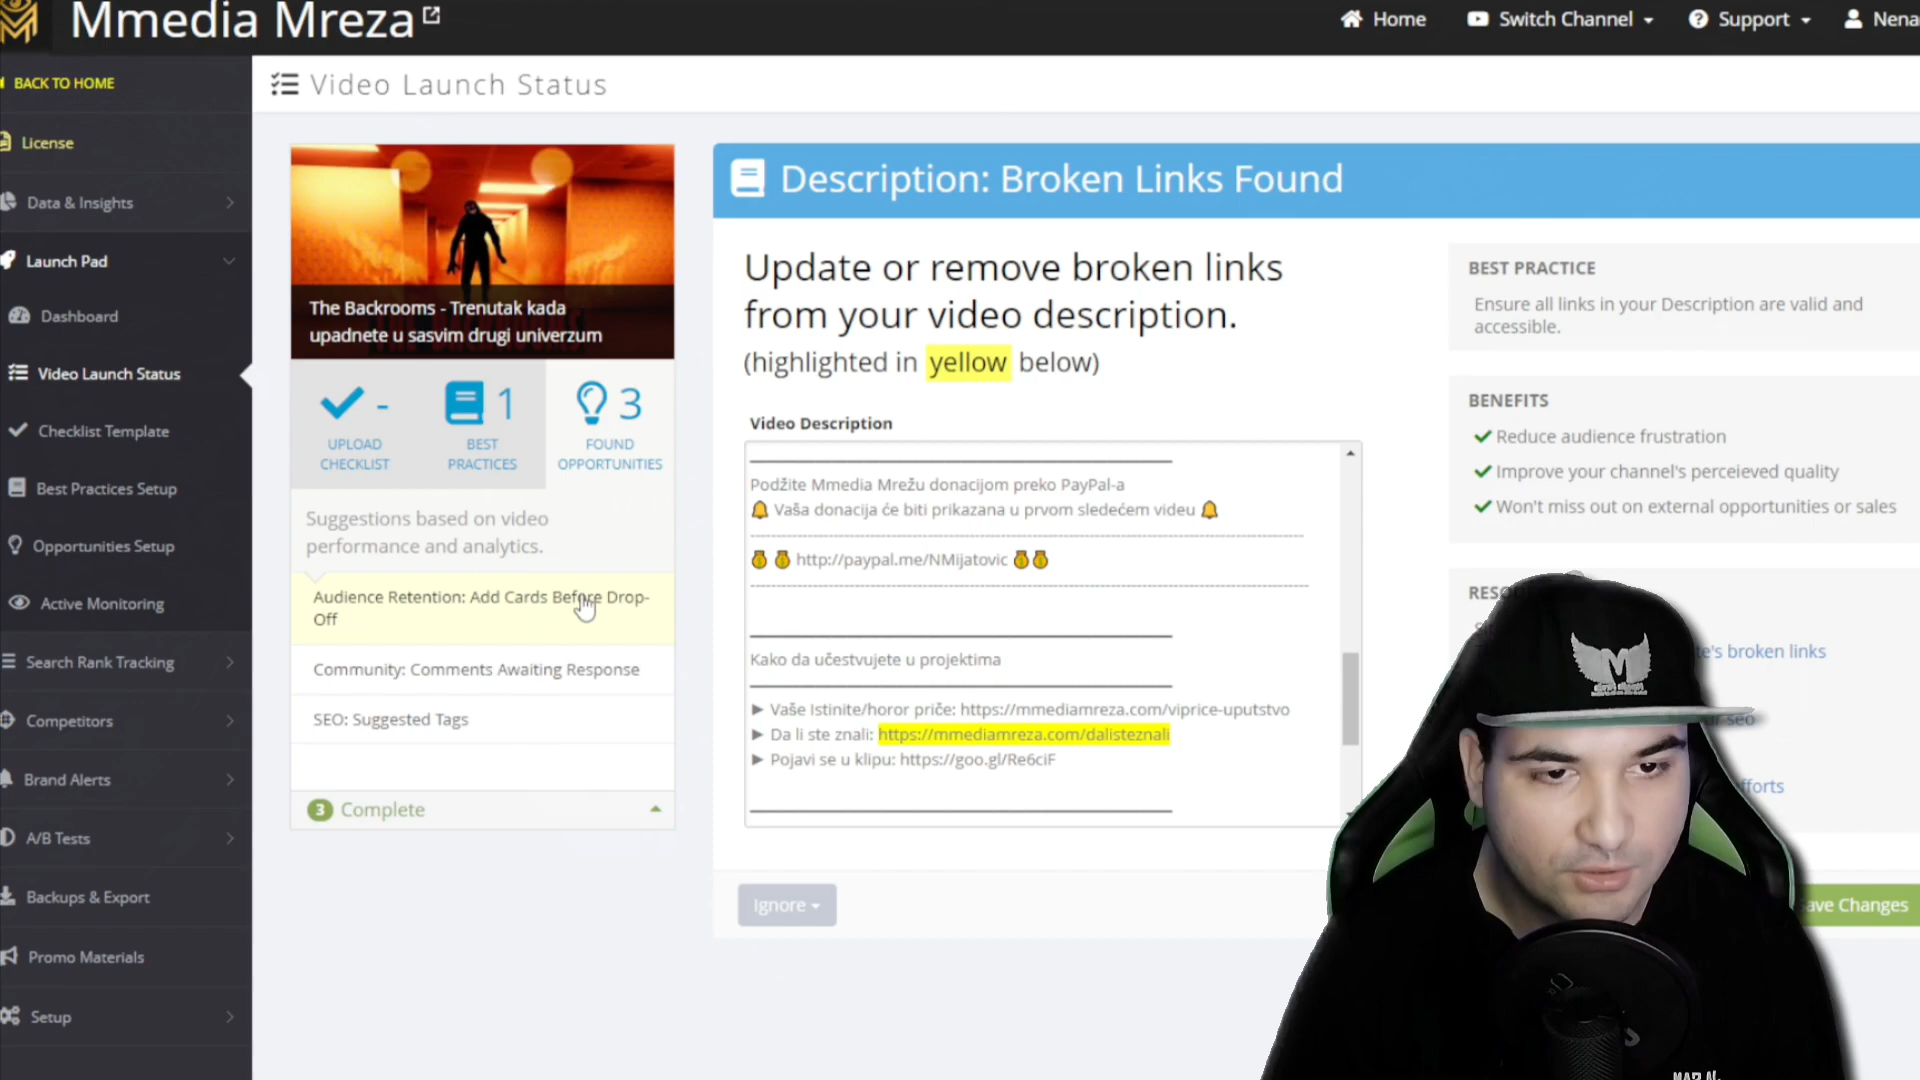 Mmedia Mreza
Home
Switch Channel
Support
Nena
BACK TO HOME
License
Data & Insights
Launch Pad
Dashboard
Video Launch Status
Checklist Template
Best Practices Setup
Opportunities Setup
Active Monitoring
Search Rank Tracking
Competitors
Brand Alerts
A/B Tests
Backups & Export
Promo Materials
Setup
Video Launch Status
The Backrooms - Trenutak kada
upadnete u sasvim drugi univerzum
-
UPLOAD
CHECKLIST
1
BEST
PRACTICES
3
FOUND
OPPORTUNITIES
Suggestions based on video
performance and analytics.
Audience Retention: Add Cards Before Drop-
Off
Community: Comments Awaiting Response
SEO: Suggested Tags
3 Complete
Description: Broken Links Found
Update or remove broken links
from your video description.
(highlighted in yellow below)
Video Description
Podžite Mmedia Mrežu donacijom preko PayPal-a
🔔 Vaša donacija će biti prikazana u prvom sledećem videu 🔔
💰 💰 http://paypal.me/NMijatovic 💰💰
Kako da učestvujete u projektima
► Vaše Istinite/horor priče: https://mmediamreza.com/viprice-uputstvo
► Da li ste znali: https://mmediamreza.com/dalisteznali
► Pojavi se u klipu: https://goo.gl/Re6ciF
Ignore
BEST PRACTICE
Ensure all links in your Description are valid and
accessible.
BENEFITS
Reduce audience frustration
Improve your channel's perceieved quality
Won't miss out on external opportunities or sales
broken links
seo
ave Changes
M